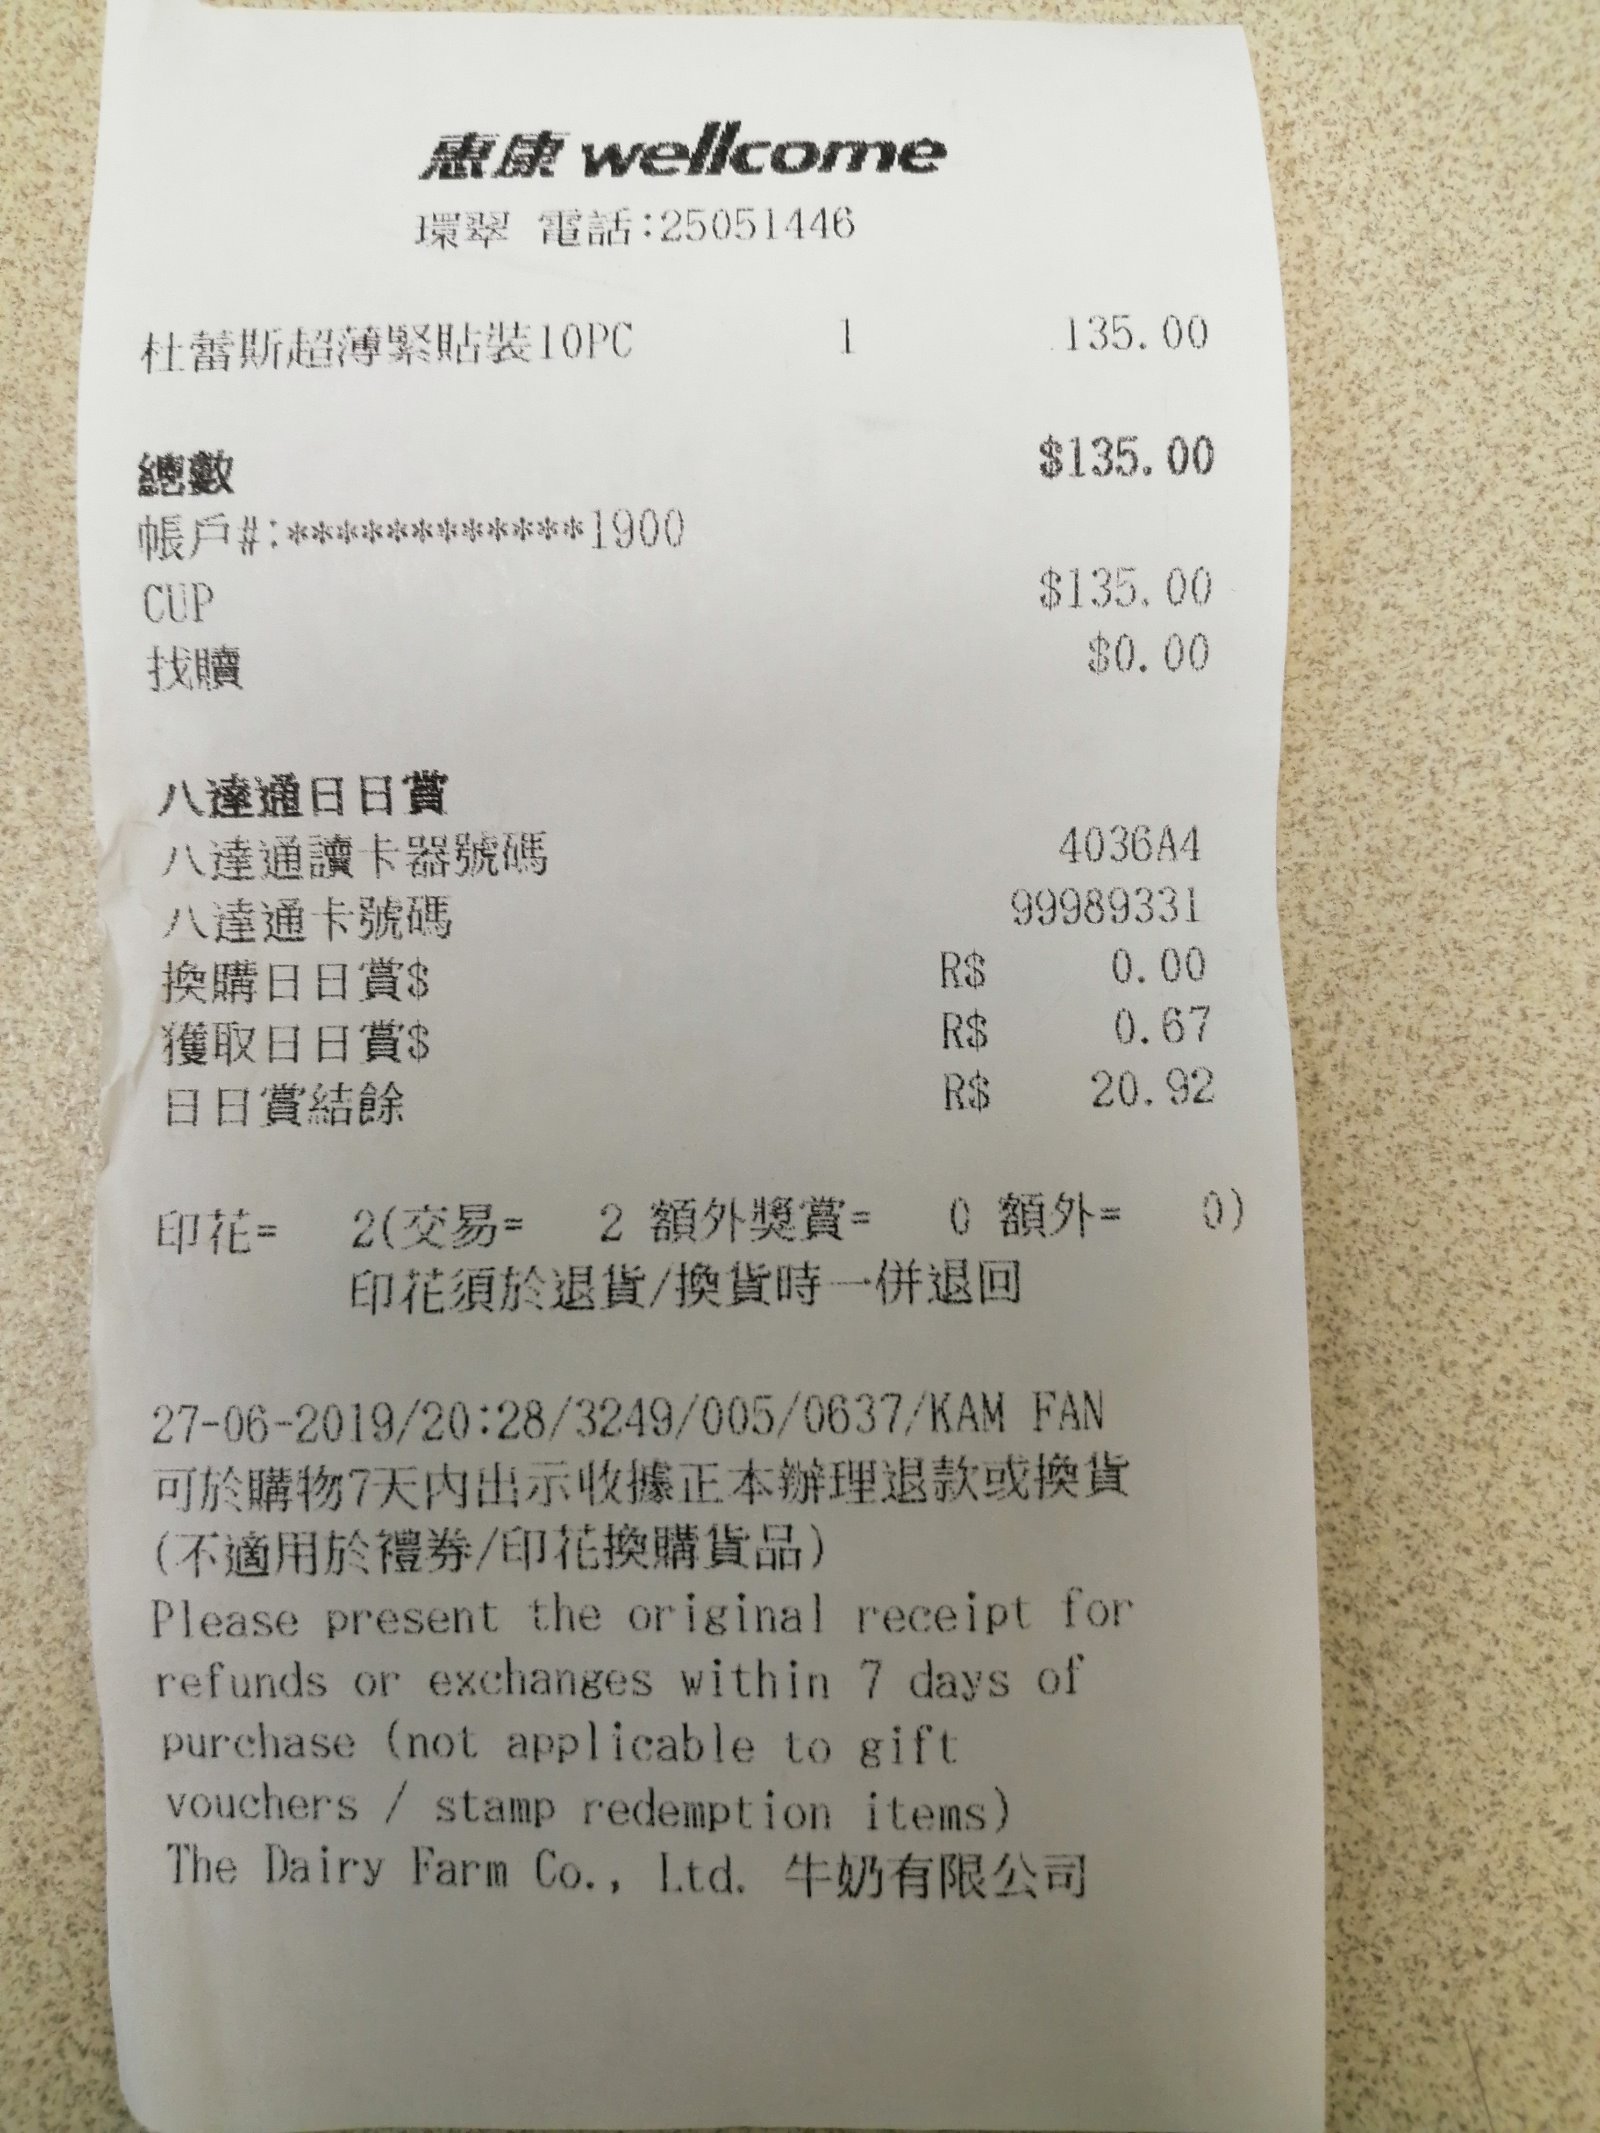 惠康 wellcome
環翠 電話:25051446
杜蕾斯超薄緊貼裝10PC 1 135.00
總數 $135.00
帳戶#:************1900
CUP $135.00
找贖 $0.00
八達通日日賞
八達通讀卡器號碼 4036A4
八達通卡號碼 99989331
換購日日賞$ R$ 0.00
獲取日日賞$ R$ 0.67
日日賞結餘 R$ 20.92
印花= 2(交易= 2 額外獎賞= 0 額外= 0)
印花須於退貨/換貨時一併退回
27-06-2019/20:28/3249/005/0637/KAM FAN
可於購物7天內出示收據正本辦理退款或換貨
(不適用於禮券/印花換購貨品)
Please present the original receipt for
refunds or exchanges within 7 days of
purchase (not applicable to gift
vouchers / stamp redemption items)
The Dairy Farm Co., Ltd. 牛奶有限公司